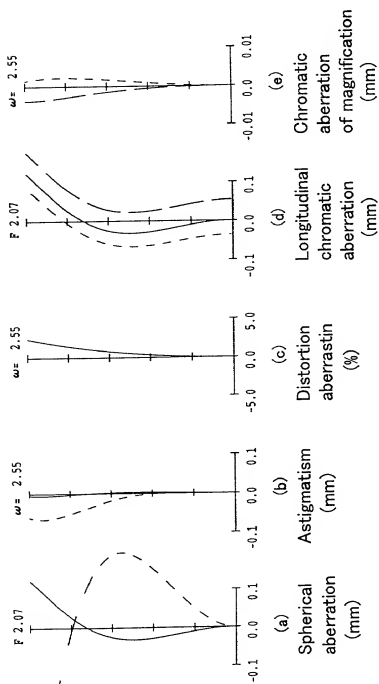 F 2.07
-0.1 0.0 0.1
(a)
Spherical
aberration
(mm)
ω= 2.55
-0.1 0.0 0.1
(b)
Astigmatism
(mm)
ω= 2.55
-5.0 0.0 5.0
(c)
Distortion
aberrastin
(%)
F 2.07
-0.1 0.0 0.1
(d)
Longitudinal
chromatic
aberration
(mm)
ω= 2.55
-0.01 0.0 0.01
(e)
Chromatic
aberration
of magnification
(mm)